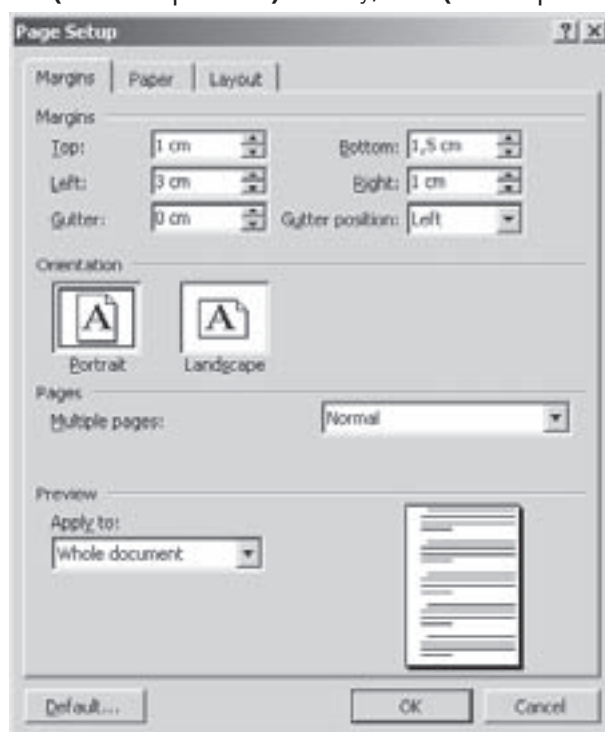 Page Setup
Margins Paper Layout
Margins
Top: 1 cm Bottom: 1,5 cm
Left: 3 cm Right: 1 cm
Gutter: 0 cm Gutter position: Left
Orientation
A A
Portrait Landscape
Pages
Multiple pages: Normal
Preview
Apply to:
Whole document
Default... OK Cancel